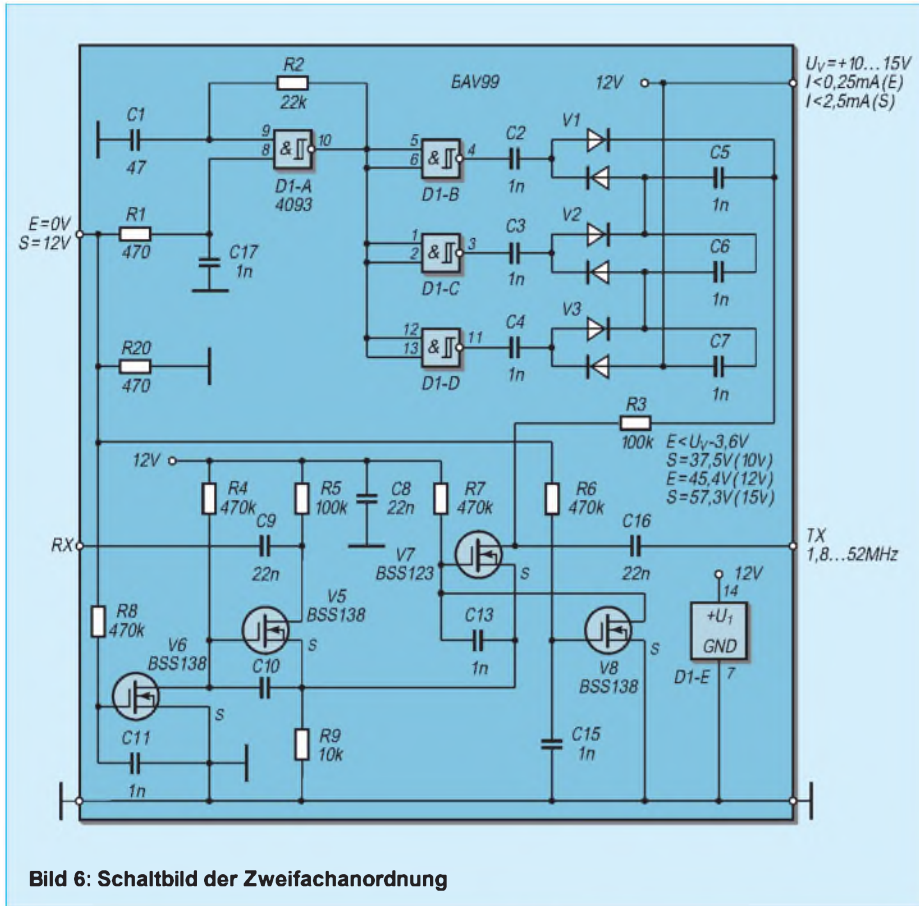 R2
22k
БAV99
12V
U_V=+10...15V
I<0,25mA(E)
I<2,5mA(S)
C1
47
9
8
&
10
D1-A
4093
5
6
&
4
D1-B
C2
1n
V1
C5
1n
E=0V
S=12V
R1
470
C17
1n
1
2
&
3
D1-C
C3
1n
V2
C6
1n
R20
470
12
13
&
11
D1-D
C4
1n
V3
C7
1n
R3
100k
E<U_V-3,6V
S=37,5V(10v)
E=45,4V(12v)
S=57,3V(15v)
12V
R4
470k
R5
100k
C8
22n
R7
470k
R6
470k
RX
C9
22n
V7
BSS123
S
C16
22n
TX
1,8...52MHz
R8
470k
V6
BSS138
S
V5
BSS138
S
C10
C13
1n
V8
BSS138
S
12V
14
+U1
GND
7
D1-E
C11
1n
R9
10k
C15
1n
Bild 6: Schaltbild der Zweifachanordnung